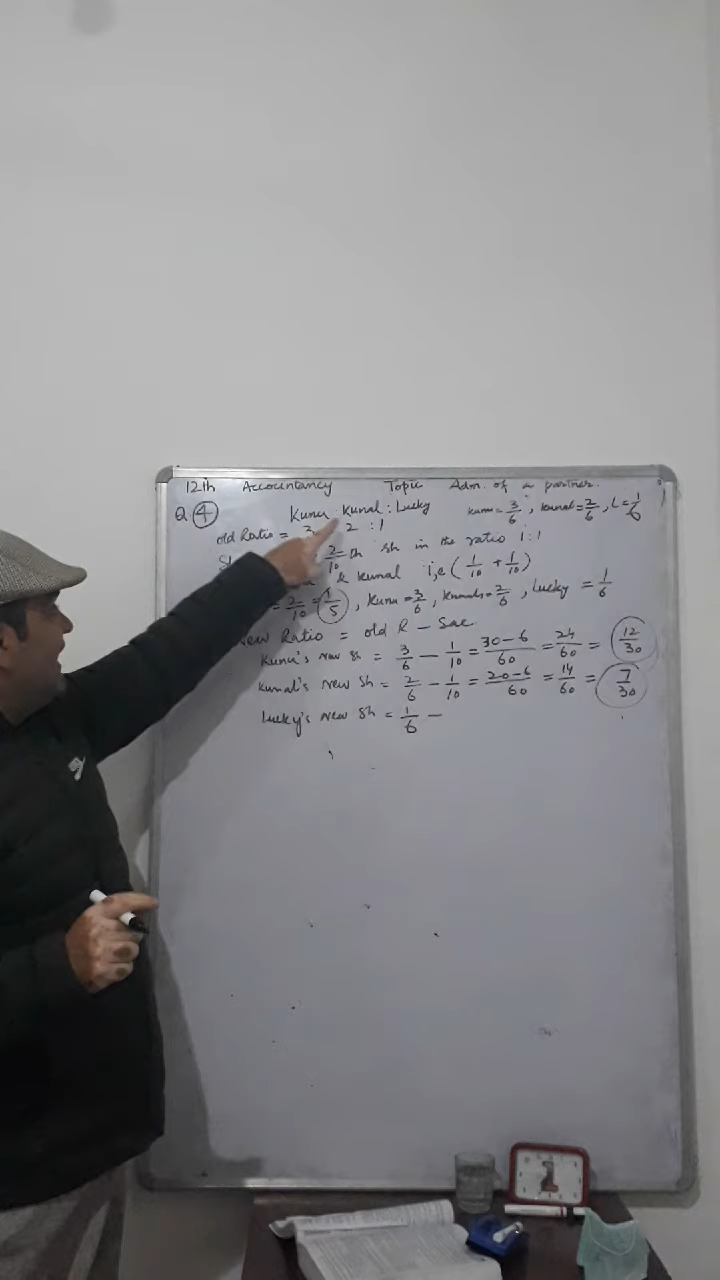 12th Accountancy Topic Adm. of a partner.
Q 4 Kunu : Kunal : Lucky Kunu = 3/6, Kunal = 2/6, L = 1/6
old Ratio = 3 2 : 1
Sh 2/10 th sh in the ratio 1:1
& Kunal i,e (1/10 + 1/10)
= 2/10 = 1/5, Kunu = 3/6, Kunal = 2/6, Lucky = 1/6
New Ratio = old R – Sac
Kunu's new sh = 3/6 – 1/10 = 30-6/60 = 24/60 = 12/30
Kunal's new Sh = 2/6 – 1/10 = 20-6/60 = 14/60 = 7/30
Lucky's new Sh = 1/6 –